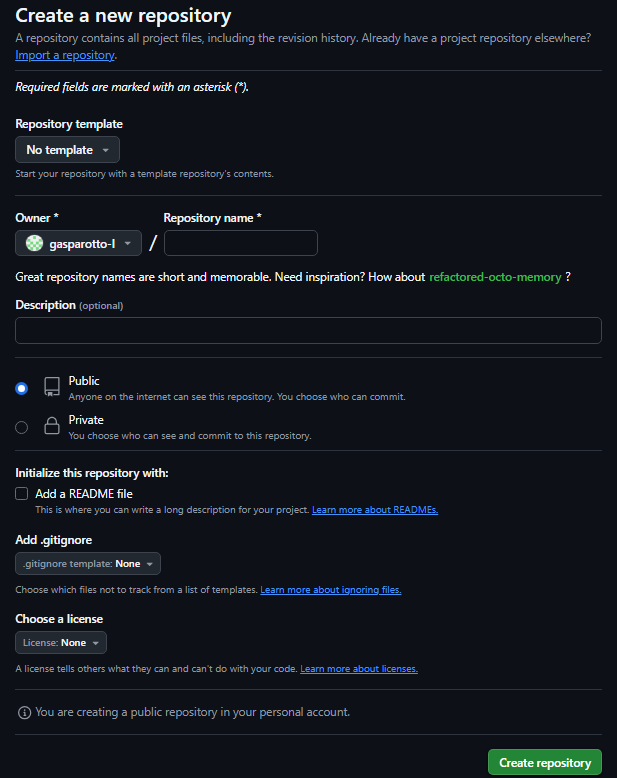 Create a new repository
A repository contains all project files, including the revision history. Already have a project repository elsewhere?
Import a repository.
Required fields are marked with an asterisk (*).
Repository template
No template
Start your repository with a template repository's contents.
Owner *
Repository name *
gasparotto-l
/
Great repository names are short and memorable. Need inspiration? How about refactored-octo-memory ?
Description (optional)
Public
Anyone on the internet can see this repository. You choose who can commit.
Private
You choose who can see and commit to this repository.
Initialize this repository with:
Add a README file
This is where you can write a long description for your project. Learn more about READMEs.
Add .gitignore
.gitignore template: None
Choose which files not to track from a list of templates. Learn more about ignoring files.
Choose a license
License: None
A license tells others what they can and can't do with your code. Learn more about licenses.
You are creating a public repository in your personal account.
Create repository